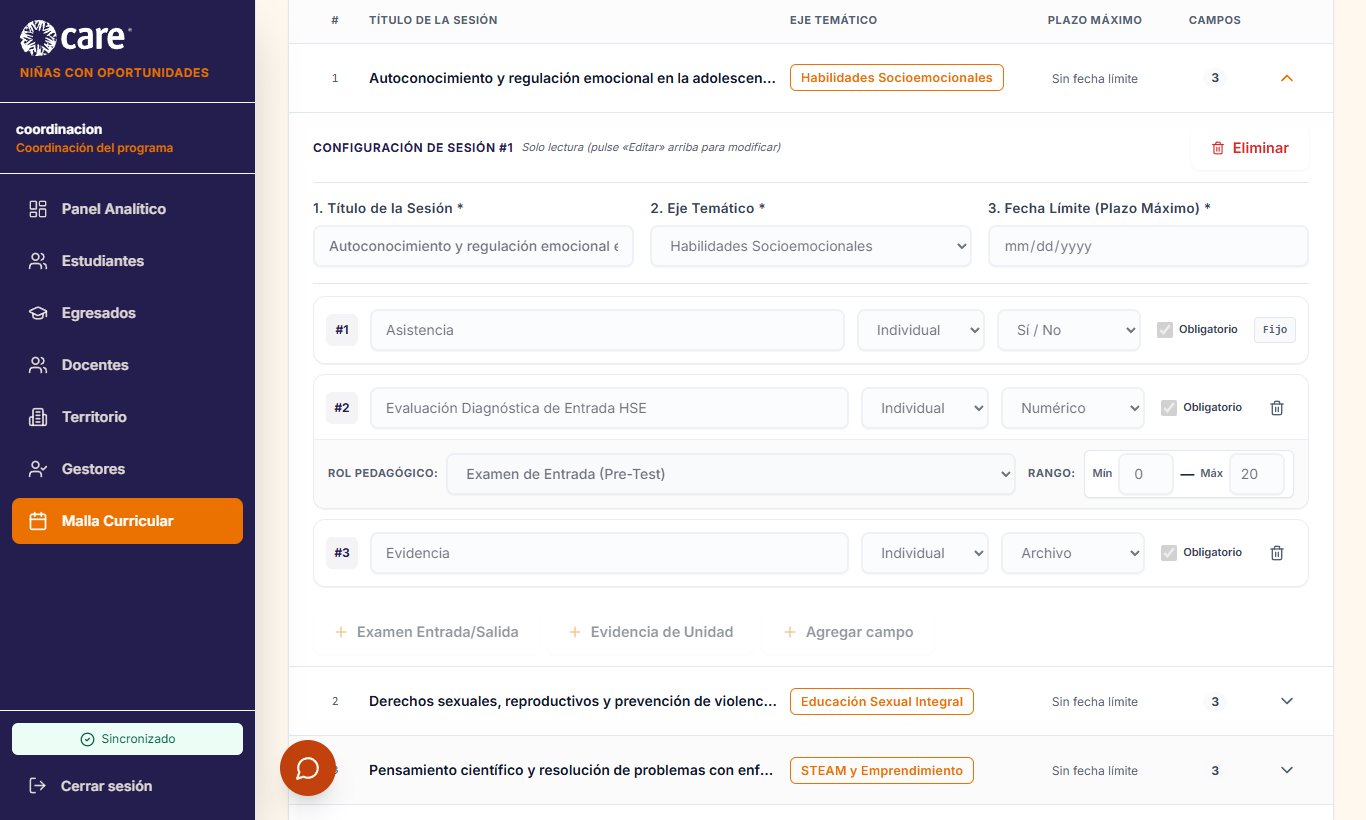 care
NIÑAS CON OPORTUNIDADES
coordinacion
Coordinación del programa
Panel Analítico
Estudiantes
Egresados
Docentes
Territorio
Gestores
Malla Curricular
Sincronizado
Cerrar sesión
# TÍTULO DE LA SESIÓN EJE TEMÁTICO PLAZO MÁXIMO CAMPOS
1 Autoconocimiento y regulación emocional en la adolescen... Habilidades Socioemocionales Sin fecha límite 3
CONFIGURACIÓN DE SESIÓN #1 Solo lectura (pulse «Editar» arriba para modificar) Eliminar
1. Título de la Sesión * 2. Eje Temático * 3. Fecha Límite (Plazo Máximo) *
Autoconocimiento y regulación emocional Habilidades Socioemocionales mm/dd/yyyy
#1 Asistencia Individual Sí / No Obligatorio Fijo
#2 Evaluación Diagnóstica de Entrada HSE Individual Numérico Obligatorio
ROL PEDAGÓGICO: Examen de Entrada (Pre-Test) RANGO: Mín 0 — Máx 20
#3 Evidencia Individual Archivo Obligatorio
+ Examen Entrada/Salida + Evidencia de Unidad + Agregar campo
2 Derechos sexuales, reproductivos y prevención de violenc... Educación Sexual Integral Sin fecha límite 3
Pensamiento científico y resolución de problemas con enf... STEAM y Emprendimiento Sin fecha límite 3